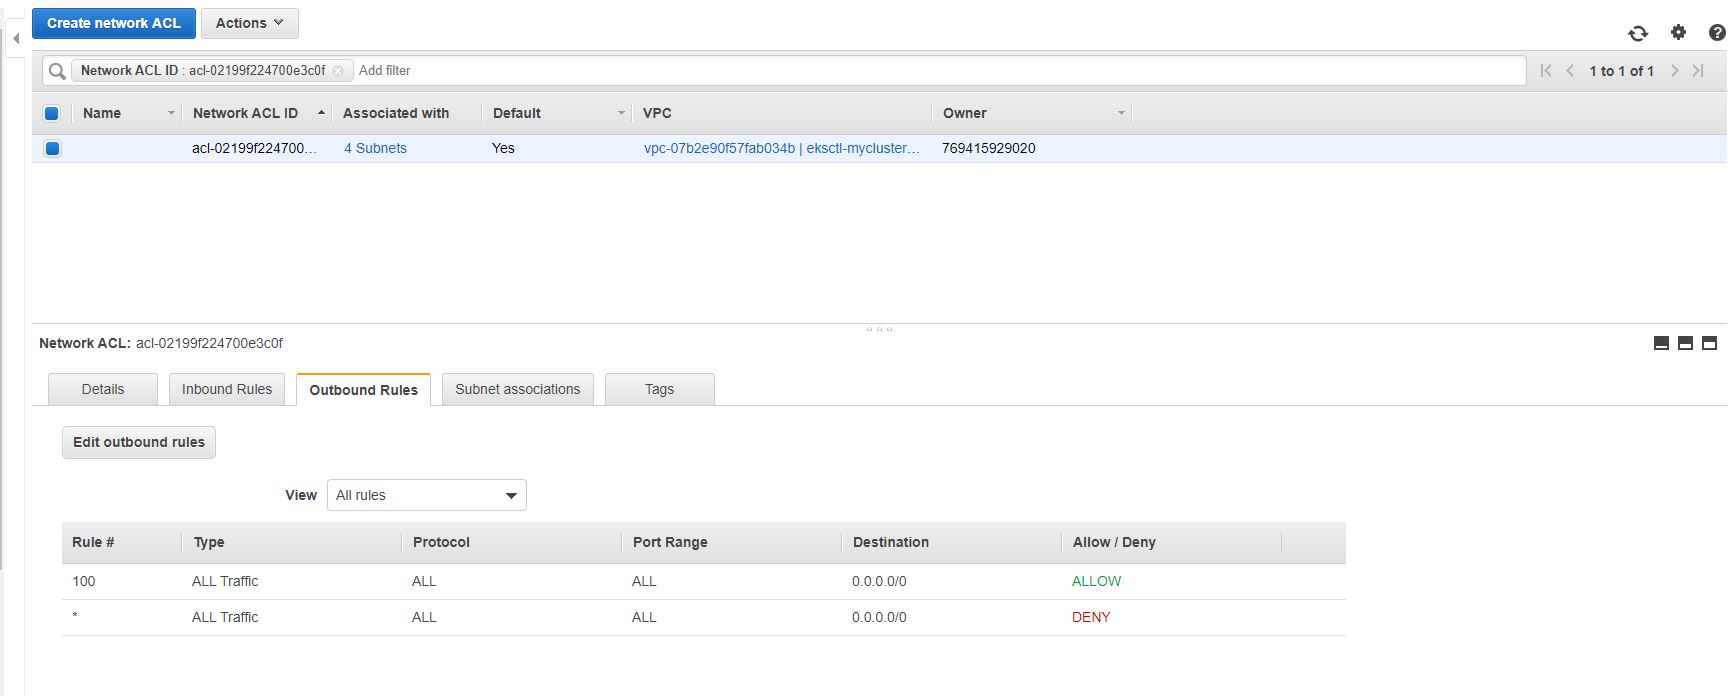 Create network ACL Actions
Network ACL ID : acl-02199f224700e3c0f Add filter 1 to 1 of 1
Name Network ACL ID Associated with Default VPC Owner
acl-02199f224700... 4 Subnets Yes vpc-07b2e90f57fab034b | eksctl-mycluster... 769415929020
Network ACL: acl-02199f224700e3c0f
Details Inbound Rules Outbound Rules Subnet associations Tags
Edit outbound rules
View All rules
Rule # Type Protocol Port Range Destination Allow / Deny
100 ALL Traffic ALL ALL 0.0.0.0/0 ALLOW
* ALL Traffic ALL ALL 0.0.0.0/0 DENY